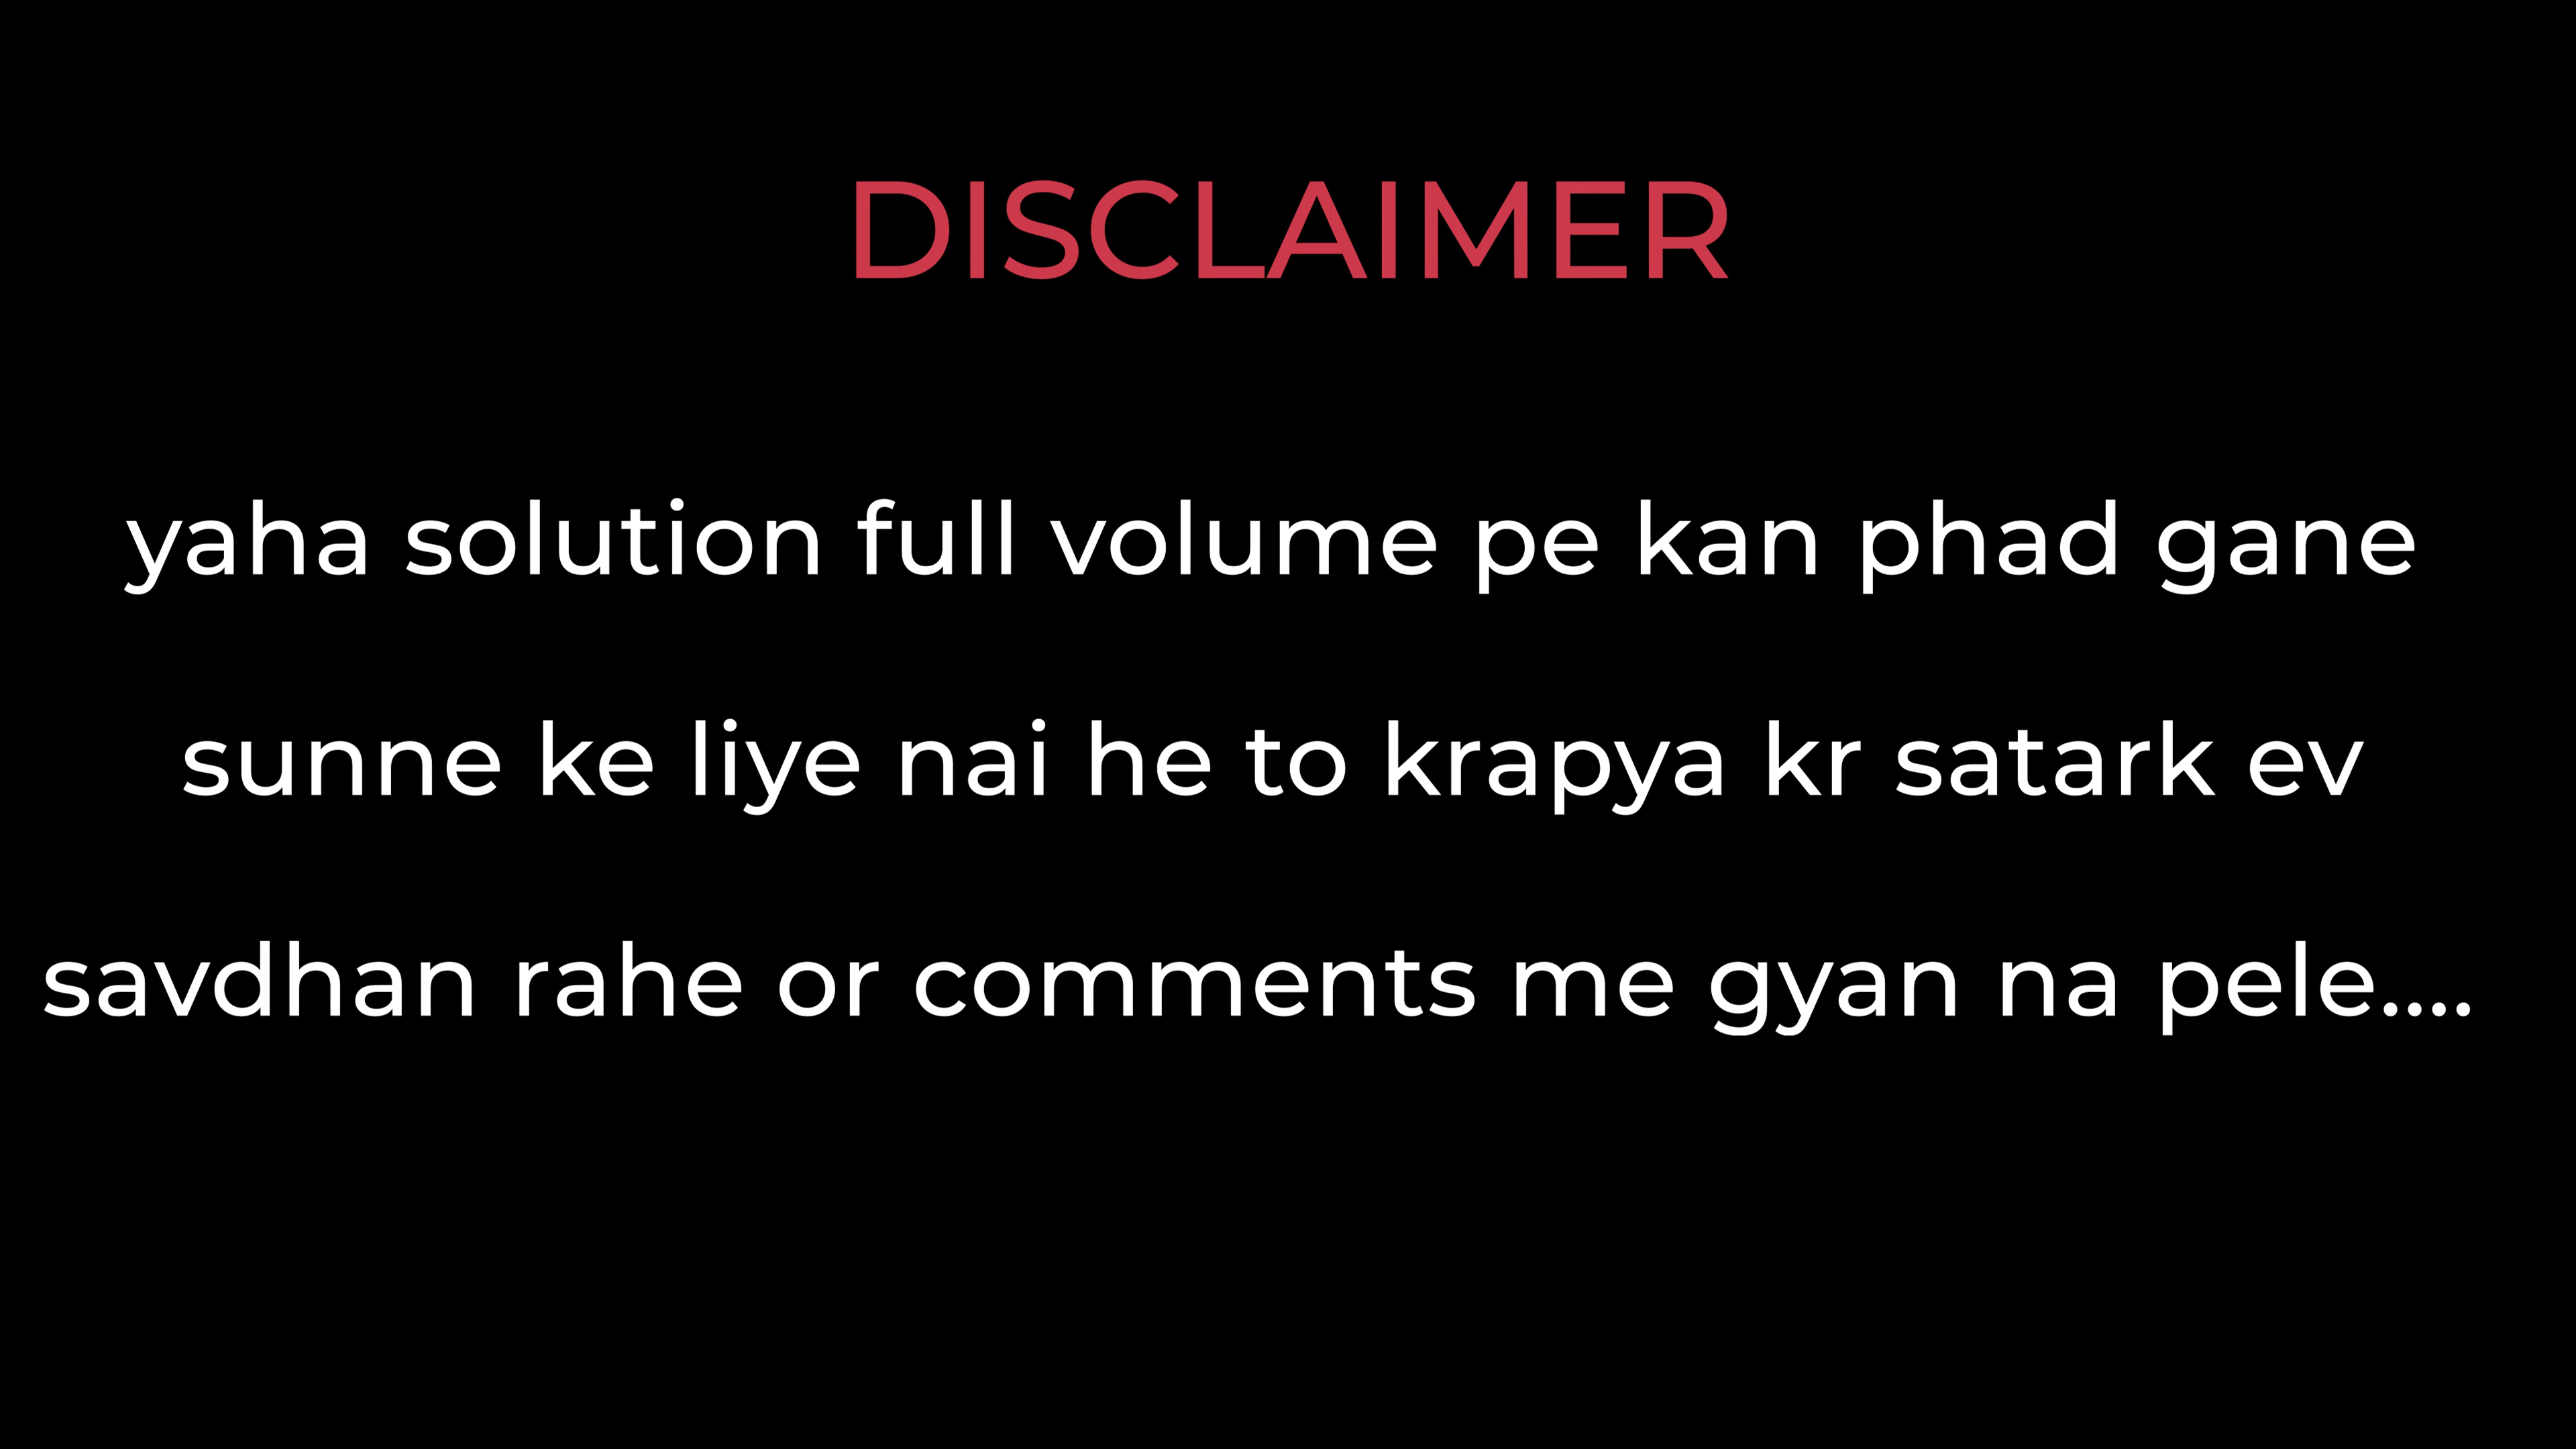 DISCLAIMER
yaha solution full volume pe kan phad gane
sunne ke liye nai he to krapya kr satark ev
savdhan rahe or comments me gyan na pele....